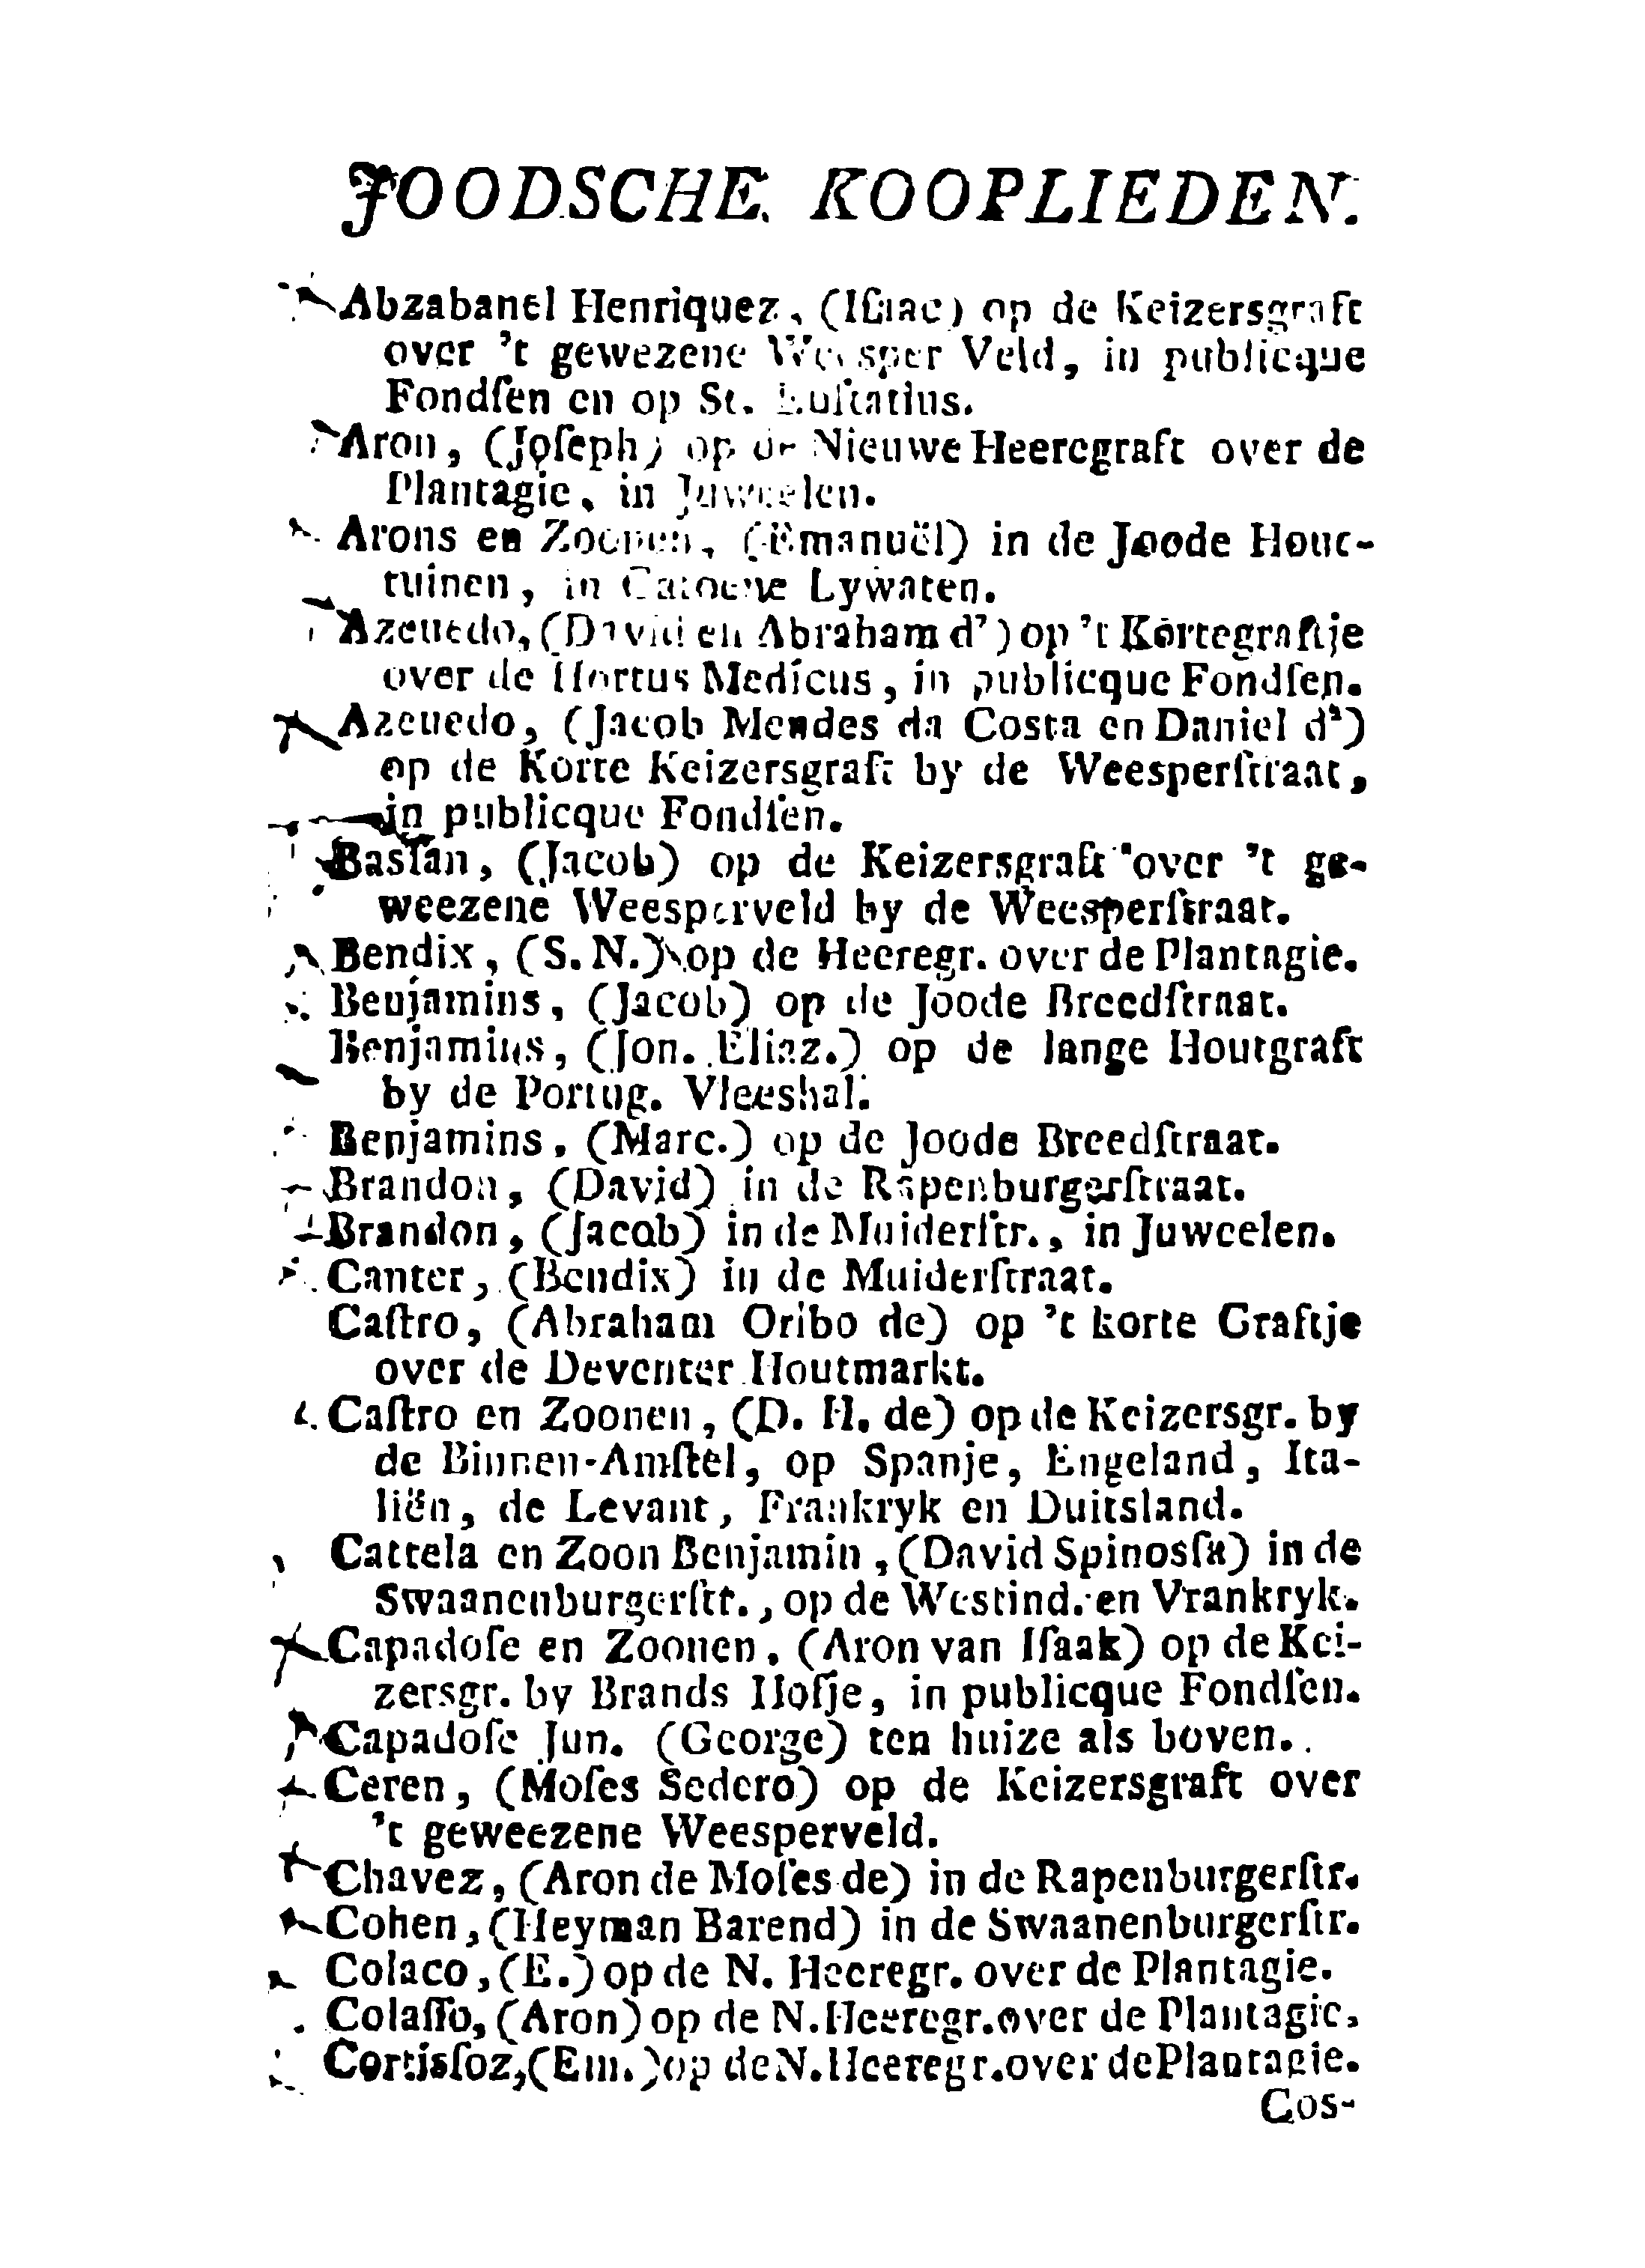 JOODSCHE KOOPLIEDEN.
Abzabanel Henriquez, (Iſaac) op de Keizersgraft
over 't gewezene Weesper Veld, in publicque
Fondſen en op St. Euſtatius.
Aron, (Joſeph) op de Nieuwe Heeregraft over de
Plantagie, in Juweelen.
Arons en Zoonen, (Emanuël) in de Joode Hout-
tuinen, in Catoene Lywaten.
Azeuedo, (David en Abraham d') op 't Kortegraftje
over de Hortus Medicus, in publicque Fondſen.
Azeuedo, (Jacob Mendes da Costa en Daniel d')
op de Korte Keizersgraft by de Weesperſtraat,
in publicque Fondſen.
Basſan, (Jacob) op de Keizersgraft over 't ge-
weezene Weesperveld by de Weesperſtraat.
Bendix, (S. N.) op de Heeregr. over de Plantagie.
Beujamins, (Jacob) op de Joode Breedſtraat.
Benjamins, (Jon. Eliaz.) op de lange Houtgraft
by de Portug. Vleeshal.
Benjamins, (Marc.) op de Joode Breedſtraat.
Brandon, (David) in de Rapenburgerſtraat.
Brandon, (Jacob) in de Muiderſtr., in Juweelen.
Canter, (Bendix) in de Muiderſtraat.
Caſtro, (Abraham Oribo de) op 't korte Graftje
over de Deventer Houtmarkt.
Caſtro en Zoonen, (D. H. de) op de Keizersgr. by
de Binnen-Amſtel, op Spanje, Engeland, Ita-
liën, de Levant, Frankryk en Duitsland.
Cattela en Zoon Benjamin, (David Spinosſa) in de
Swaanenburgerſtr., op de Westind. en Vrankryk.
Capadoſe en Zoonen, (Aron van Iſaak) op de Kei-
zersgr. by Brands Hofje, in publicque Fondſen.
Capadoſe Jun. (George) ten huize als boven.
Ceren, (Moſes Sedero) op de Keizersgraft over
't geweezene Weesperveld.
Chavez, (Aron de Moſes de) in de Rapenburgerſtr.
Cohen, (Heyman Barend) in de Swaanenburgerſtr.
Colaco, (E.) op de N. Heeregr. over de Plantagie.
Colaſſo, (Aron) op de N. Heeregr. over de Plantagie.
Cortisſoz, (Em.) op de N. Heeregr. over de Plantagie.
Cos-